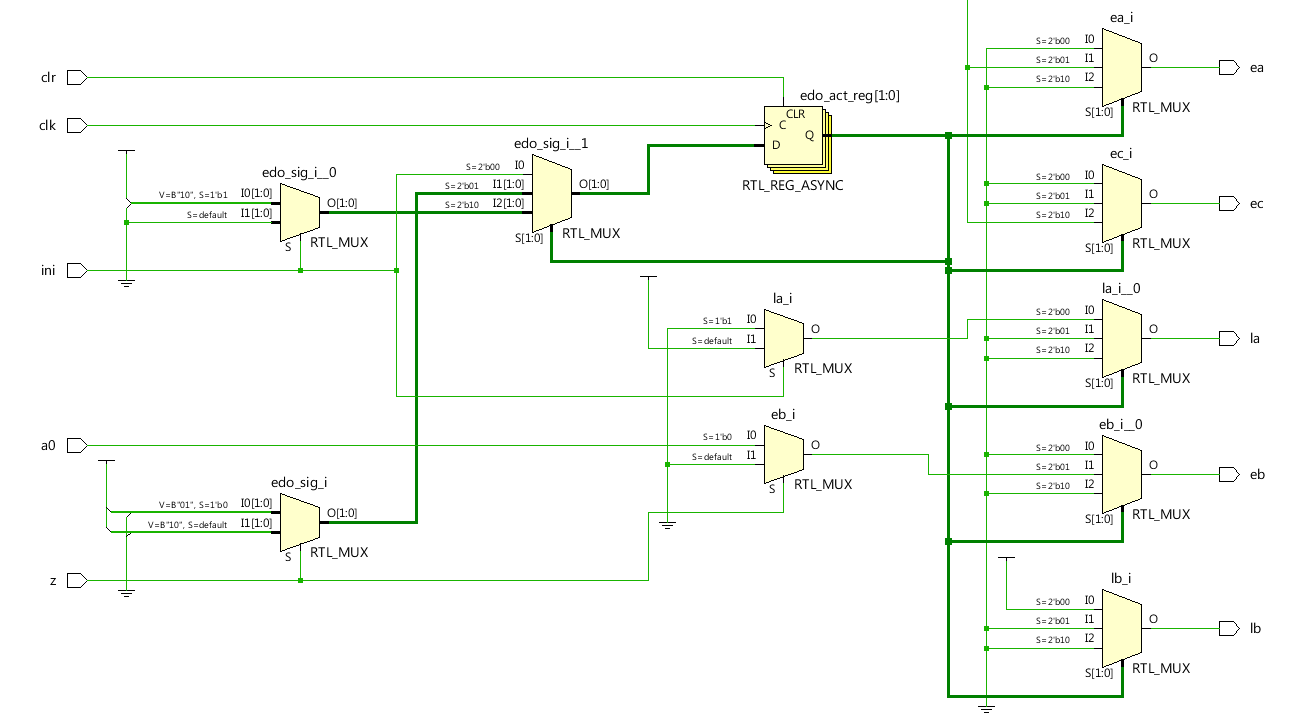 ea_i
S=2'b00 I0
S=2'b01 I1 O ea
S=2'b10 I2
S[1:0] RTL_MUX
clr
edo_act_reg[1:0]
CLR
clk C
Q
D
RTL_REG_ASYNC
edo_sig_i__1
S=2'b00 I0
S=2'b01 I1[1:0] O[1:0]
S=2'b10 I2[1:0]
S[1:0] RTL_MUX
ec_i
S=2'b00 I0
S=2'b01 I1 O ec
S=2'b10 I2
S[1:0] RTL_MUX
edo_sig_i__0
V=B"10", S=1'b1 I0[1:0] O[1:0]
S=default I1[1:0]
S RTL_MUX
ini
la_i
S=1'b1 I0 O
S=default I1
S RTL_MUX
la_i__0
S=2'b00 I0
S=2'b01 I1 O la
S=2'b10 I2
S[1:0] RTL_MUX
eb_i
a0 S=1'b0 I0 O
S=default I1
S RTL_MUX
eb_i__0
S=2'b00 I0
S=2'b01 I1 O eb
S=2'b10 I2
S[1:0] RTL_MUX
edo_sig_i
V=B"01", S=1'b0 I0[1:0] O[1:0]
V=B"10", S=default I1[1:0]
S RTL_MUX
z
lb_i
S=2'b00 I0
S=2'b01 I1 O lb
S=2'b10 I2
S[1:0] RTL_MUX